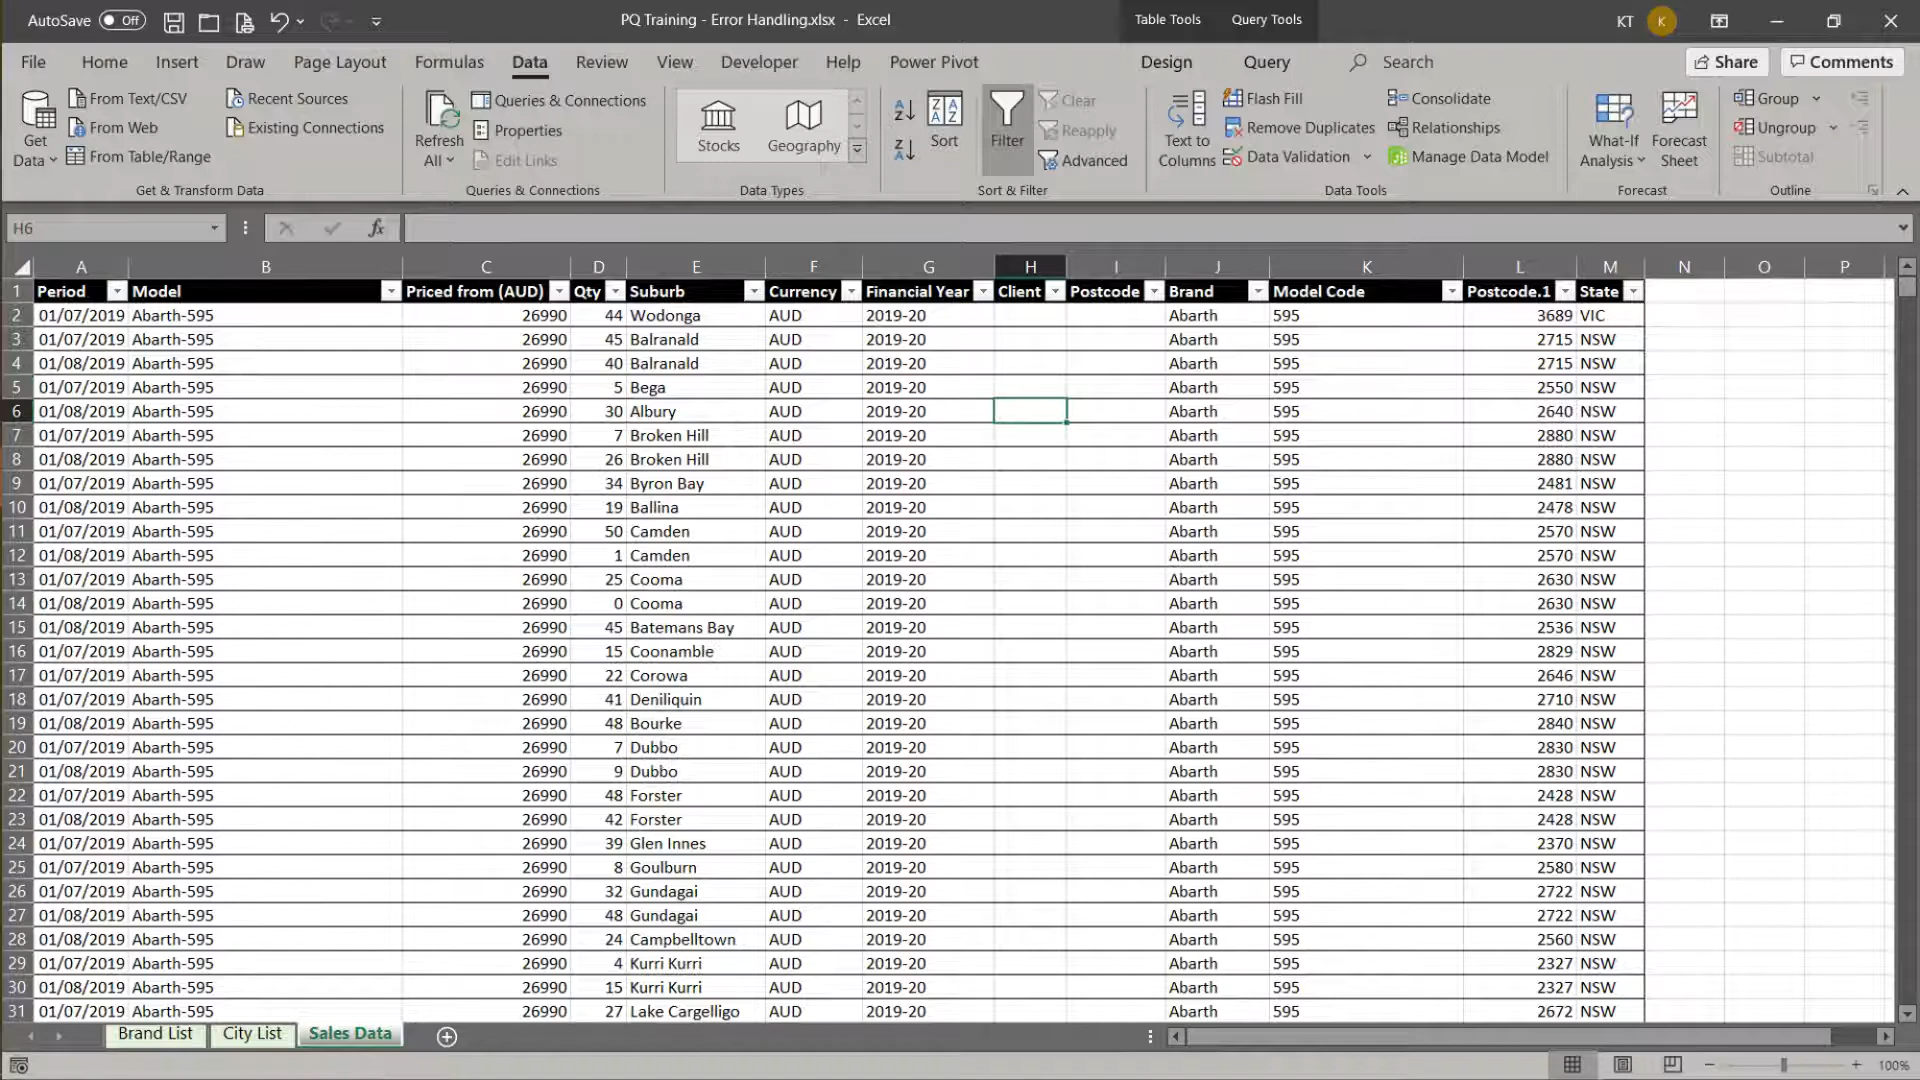 AutoSave Off PQ Training - Error Handling.xlsx - Excel Table Tools Query Tools KT K
File Home Insert Draw Page Layout Formulas Data Review View Developer Help Power Pivot Design Query Search Share Comments
Get Data From Text/CSV From Web From Table/Range Recent Sources Existing Connections
Get & Transform Data
Refresh All Queries & Connections Properties Edit Links
Queries & Connections
Stocks Geography
Data Types
Sort Filter Clear Reapply Advanced
Sort & Filter
Text to Columns Flash Fill Remove Duplicates Data Validation Consolidate Relationships Manage Data Model
Data Tools
What-If Analysis Forecast Sheet
Forecast
Group Ungroup Subtotal
Outline
H6 fx
A B C D E F G H I J K L M N O P
1 Period Model Priced from (AUD) Qty Suburb Currency Financial Year Client Postcode Brand Model Code Postcode.1 State
2 01/07/2019 Abarth-595 26990 44 Wodonga AUD 2019-20 Abarth 595 3689 VIC
3 01/07/2019 Abarth-595 26990 45 Balranald AUD 2019-20 Abarth 595 2715 NSW
4 01/08/2019 Abarth-595 26990 40 Balranald AUD 2019-20 Abarth 595 2715 NSW
5 01/07/2019 Abarth-595 26990 5 Bega AUD 2019-20 Abarth 595 2550 NSW
6 01/08/2019 Abarth-595 26990 30 Albury AUD 2019-20 Abarth 595 2640 NSW
7 01/07/2019 Abarth-595 26990 7 Broken Hill AUD 2019-20 Abarth 595 2880 NSW
8 01/08/2019 Abarth-595 26990 26 Broken Hill AUD 2019-20 Abarth 595 2880 NSW
9 01/07/2019 Abarth-595 26990 34 Byron Bay AUD 2019-20 Abarth 595 2481 NSW
10 01/08/2019 Abarth-595 26990 19 Ballina AUD 2019-20 Abarth 595 2478 NSW
11 01/07/2019 Abarth-595 26990 50 Camden AUD 2019-20 Abarth 595 2570 NSW
12 01/08/2019 Abarth-595 26990 1 Camden AUD 2019-20 Abarth 595 2570 NSW
13 01/07/2019 Abarth-595 26990 25 Cooma AUD 2019-20 Abarth 595 2630 NSW
14 01/08/2019 Abarth-595 26990 0 Cooma AUD 2019-20 Abarth 595 2630 NSW
15 01/08/2019 Abarth-595 26990 45 Batemans Bay AUD 2019-20 Abarth 595 2536 NSW
16 01/07/2019 Abarth-595 26990 15 Coonamble AUD 2019-20 Abarth 595 2829 NSW
17 01/07/2019 Abarth-595 26990 22 Corowa AUD 2019-20 Abarth 595 2646 NSW
18 01/07/2019 Abarth-595 26990 41 Deniliquin AUD 2019-20 Abarth 595 2710 NSW
19 01/08/2019 Abarth-595 26990 48 Bourke AUD 2019-20 Abarth 595 2840 NSW
20 01/07/2019 Abarth-595 26990 7 Dubbo AUD 2019-20 Abarth 595 2830 NSW
21 01/08/2019 Abarth-595 26990 9 Dubbo AUD 2019-20 Abarth 595 2830 NSW
22 01/07/2019 Abarth-595 26990 48 Forster AUD 2019-20 Abarth 595 2428 NSW
23 01/08/2019 Abarth-595 26990 42 Forster AUD 2019-20 Abarth 595 2428 NSW
24 01/07/2019 Abarth-595 26990 39 Glen Innes AUD 2019-20 Abarth 595 2370 NSW
25 01/07/2019 Abarth-595 26990 8 Goulburn AUD 2019-20 Abarth 595 2580 NSW
26 01/07/2019 Abarth-595 26990 32 Gundagai AUD 2019-20 Abarth 595 2722 NSW
27 01/08/2019 Abarth-595 26990 48 Gundagai AUD 2019-20 Abarth 595 2722 NSW
28 01/08/2019 Abarth-595 26990 24 Campbelltown AUD 2019-20 Abarth 595 2560 NSW
29 01/07/2019 Abarth-595 26990 4 Kurri Kurri AUD 2019-20 Abarth 595 2327 NSW
30 01/08/2019 Abarth-595 26990 15 Kurri Kurri AUD 2019-20 Abarth 595 2327 NSW
31 01/07/2019 Abarth-595 26990 27 Lake Cargelligo AUD 2019-20 Abarth 595 2672 NSW
Brand List City List Sales Data
100%